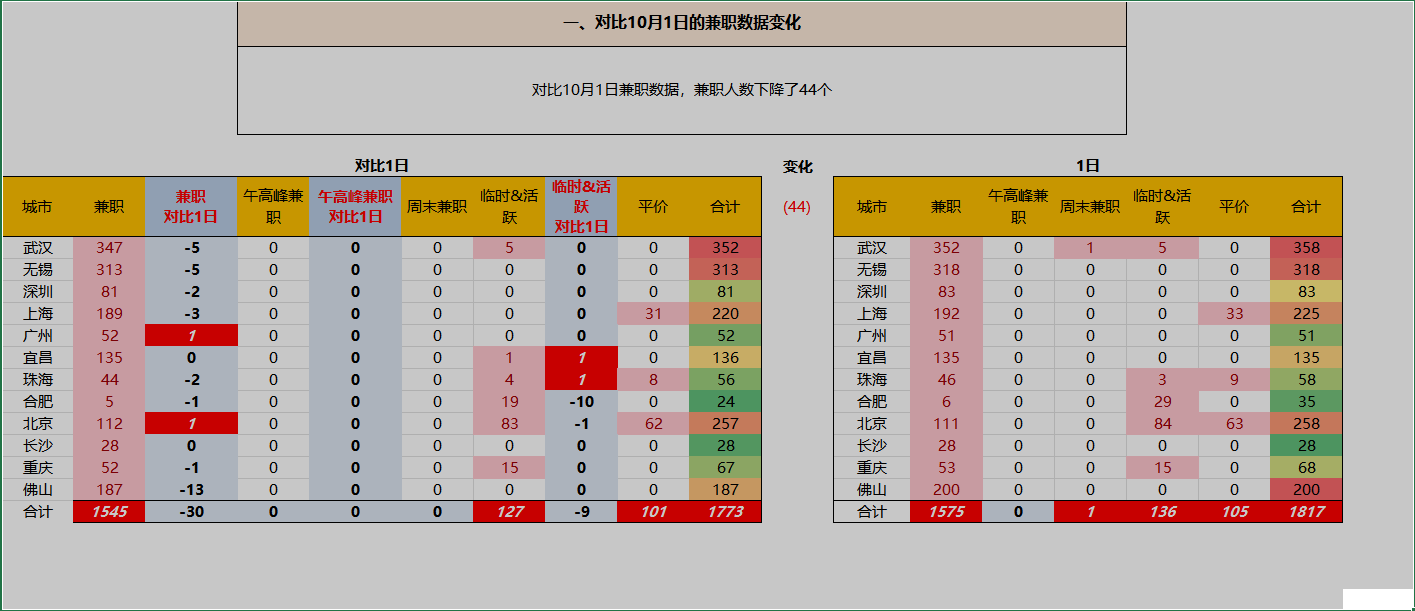 一、对比10月1日的兼职数据变化
对比10月1日兼职数据，兼职人数下降了44个
对比1日 变化 1日
城市 兼职 兼职 对比1日 午高峰兼职 午高峰兼职 对比1日 周末兼职 临时&活跃 临时&活跃 对比1日 平价 合计 (44) 城市 兼职 午高峰兼职 周末兼职 临时&活跃 平价 合计
武汉 347 -5 0 0 0 5 0 0 352 武汉 352 0 1 5 0 358
无锡 313 -5 0 0 0 0 0 0 313 无锡 318 0 0 0 0 318
深圳 81 -2 0 0 0 0 0 0 81 深圳 83 0 0 0 0 83
上海 189 -3 0 0 0 0 0 31 220 上海 192 0 0 0 33 225
广州 52 1 0 0 0 0 0 0 52 广州 51 0 0 0 0 51
宜昌 135 0 0 0 0 1 1 0 136 宜昌 135 0 0 0 0 135
珠海 44 -2 0 0 0 4 1 8 56 珠海 46 0 0 3 9 58
合肥 5 -1 0 0 0 19 -10 0 24 合肥 6 0 0 29 0 35
北京 112 1 0 0 0 83 -1 62 257 北京 111 0 0 84 63 258
长沙 28 0 0 0 0 0 0 0 28 长沙 28 0 0 0 0 28
重庆 52 -1 0 0 0 15 0 0 67 重庆 53 0 0 15 0 68
佛山 187 -13 0 0 0 0 0 0 187 佛山 200 0 0 0 0 200
合计 1545 -30 0 0 0 127 -9 101 1773 合计 1575 0 1 136 105 1817